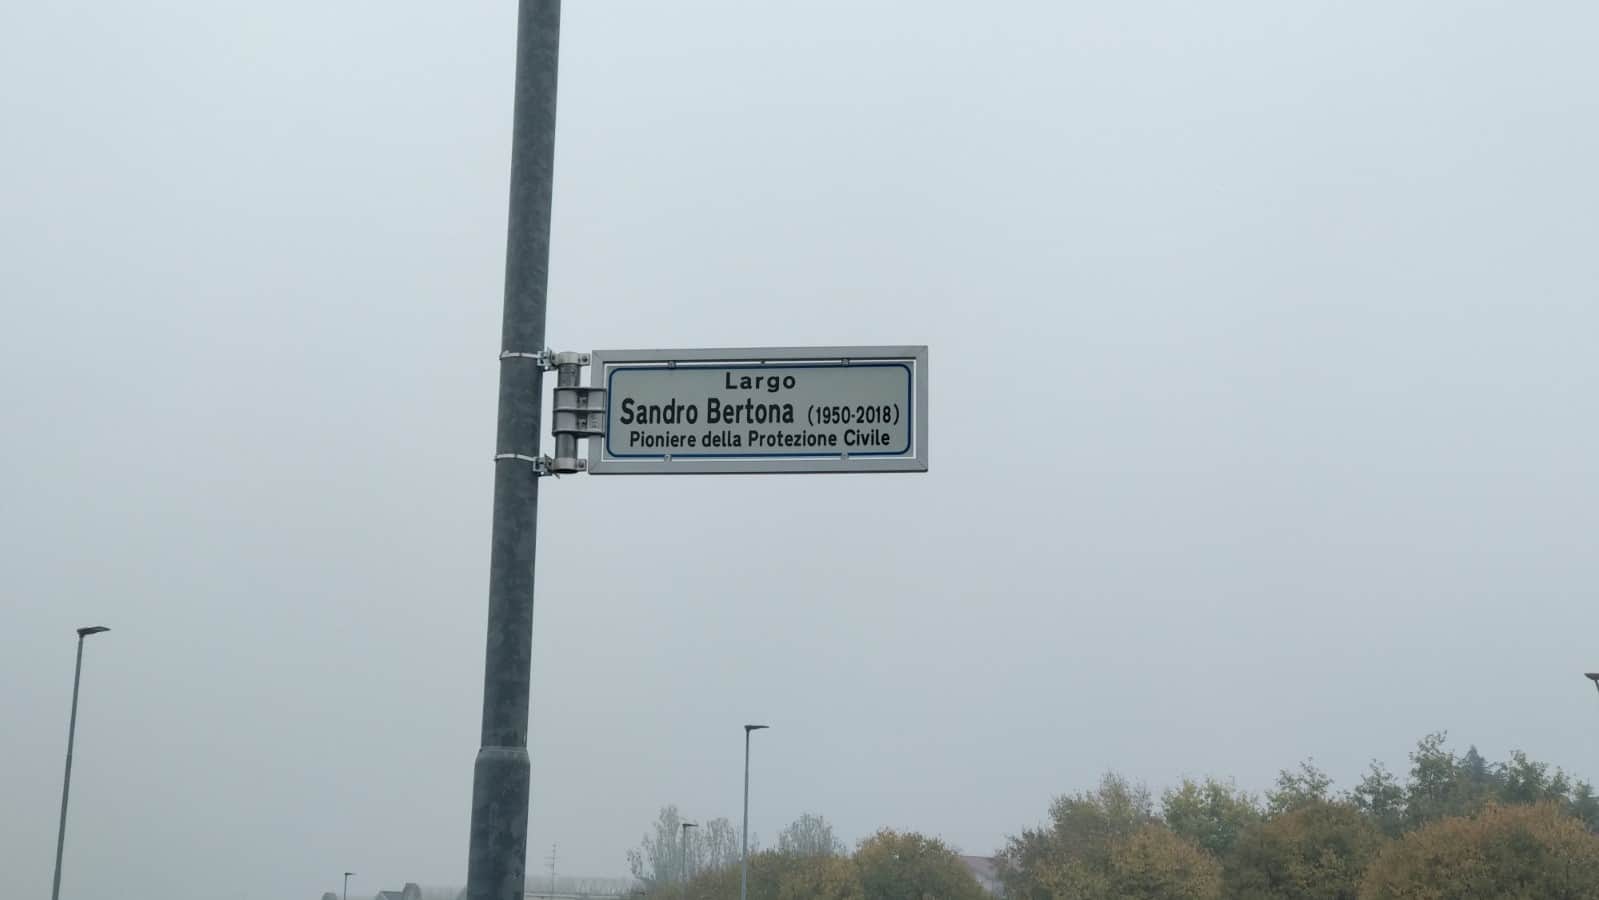 Largo
Sandro Bertona (1950-2018)
Pioniere della Protezione Civile